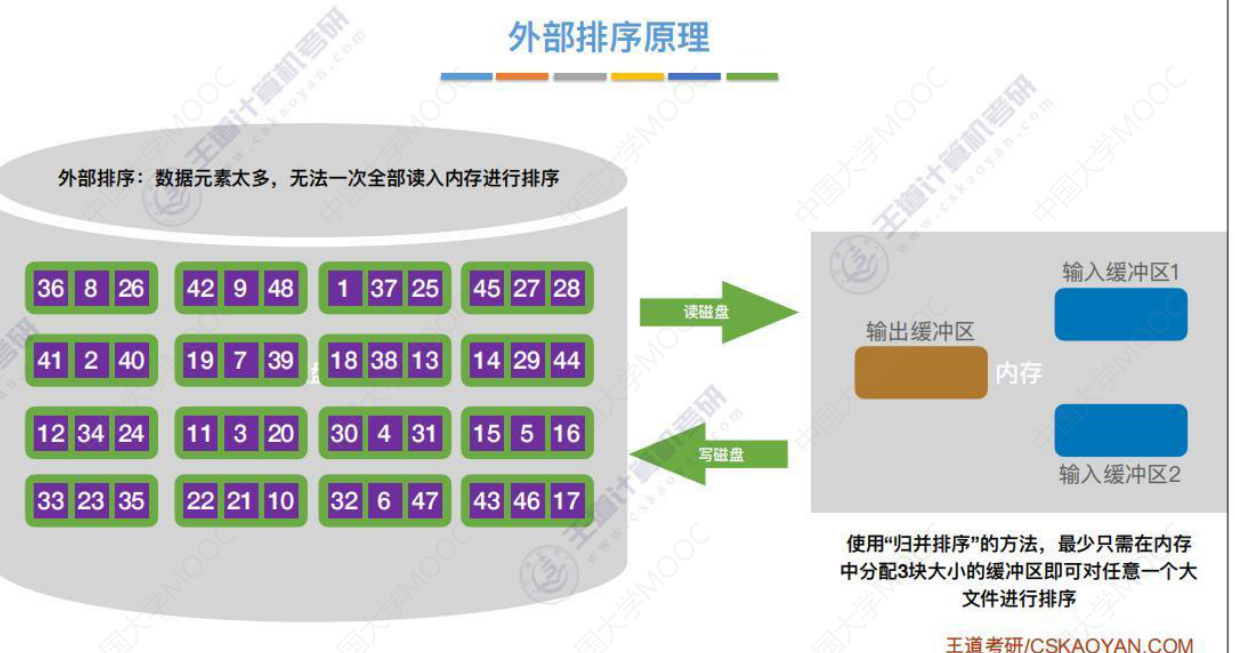 外部排序原理
外部排序：数据元素太多，无法一次全部读入内存进行排序
36 8 26 42 9 48 1 37 25 45 27 28
41 2 40 19 7 39 18 38 13 14 29 44
盘
12 34 24 11 3 20 30 4 31 15 5 16
33 23 35 22 21 10 32 6 47 43 46 17
读磁盘
写磁盘
输入缓冲区1
输出缓冲区
内存
输入缓冲区2
使用“归并排序”的方法，最少只需在内存
中分配3块大小的缓冲区即可对任意一个大
文件进行排序
王道考研/CSKAOYAN.COM
王道计算机考研
www.cskaoyan.com
中国大学MOOC